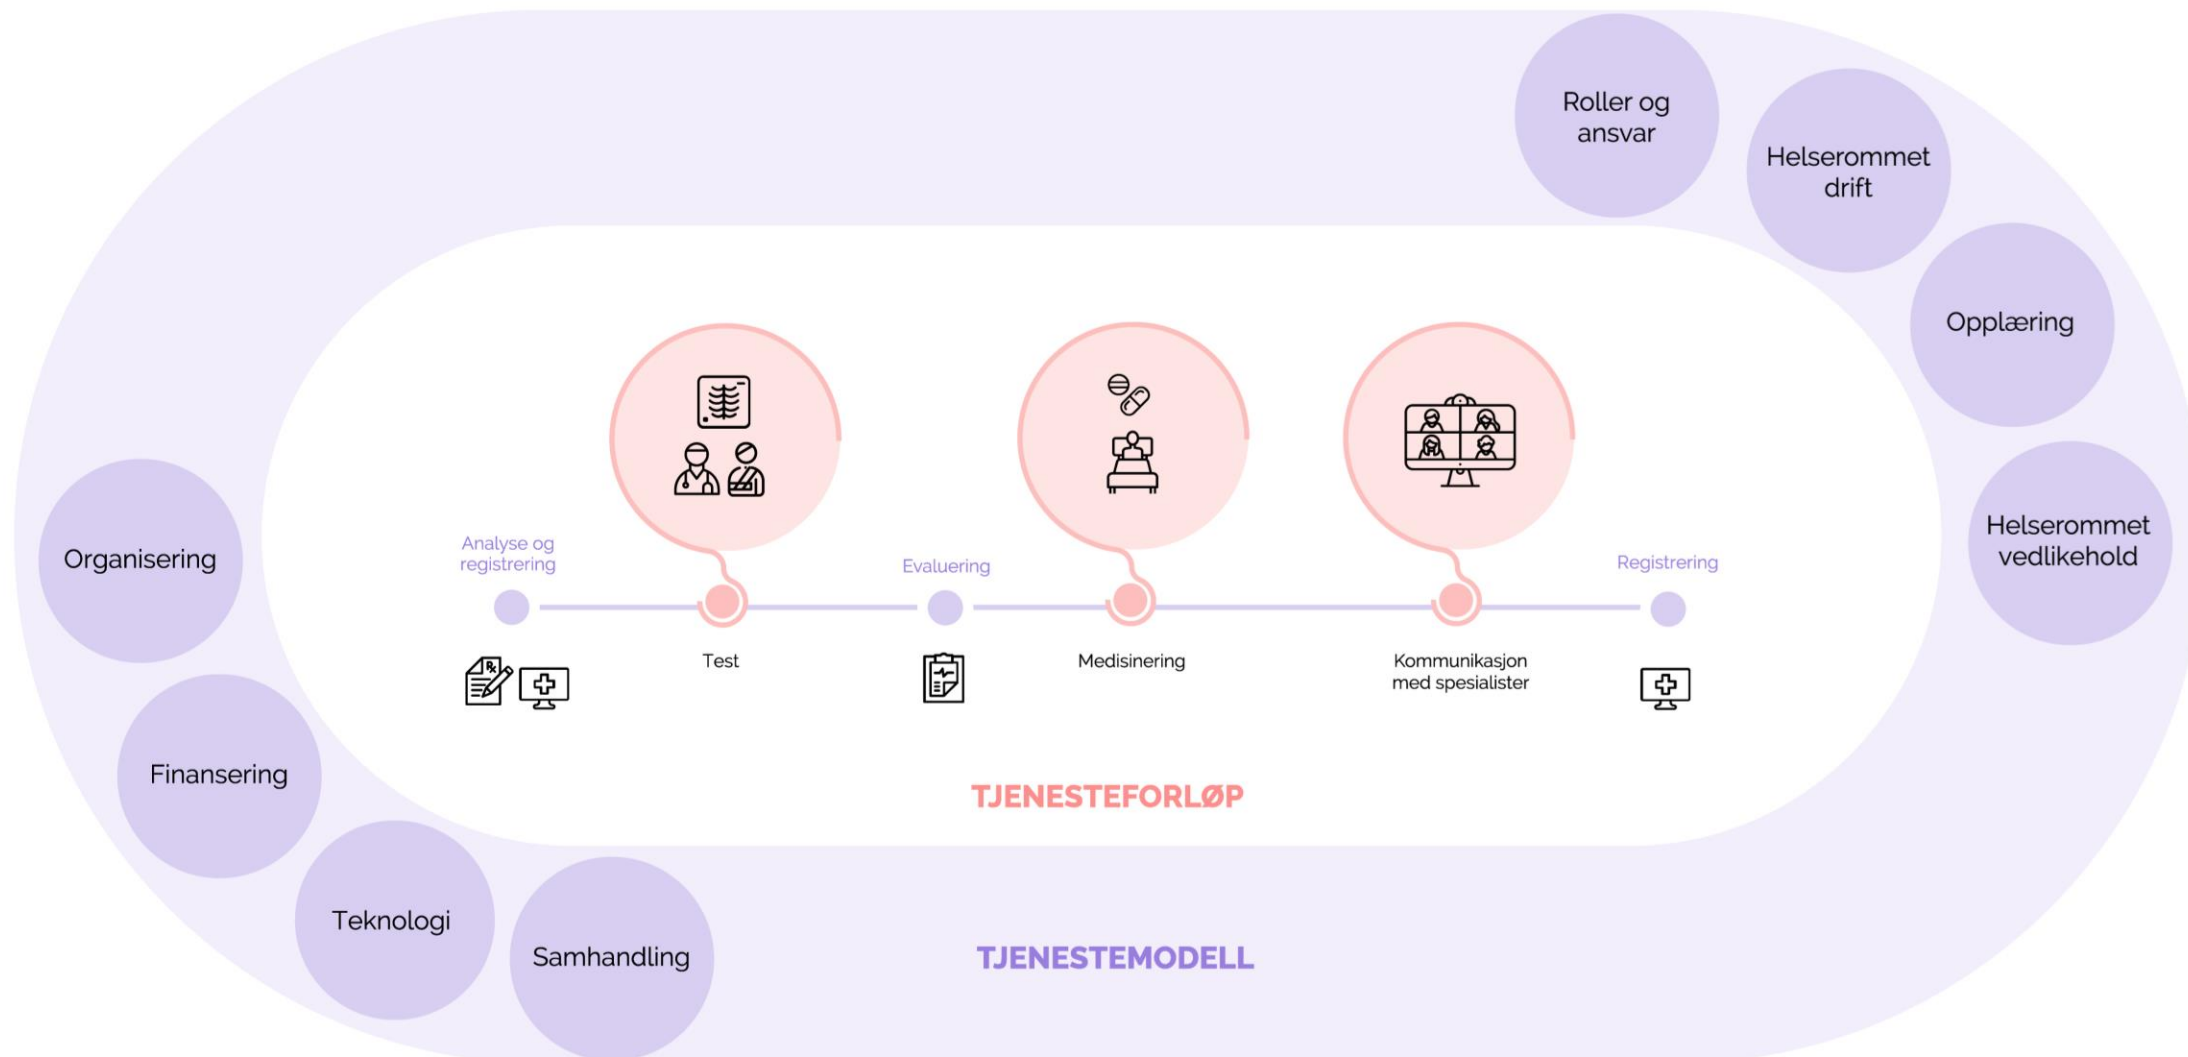 Roller og
ansvar
Helserommet
drift
Opplæring
Helserommet
vedlikehold
Organisering
Finansering
Teknologi
Samhandling
Analyse og
registrering
Test
Evaluering
Medisinering
Kommunikasjon
med spesialister
Registrering
TJENESTEFORLØP
TJENESTEMODELL